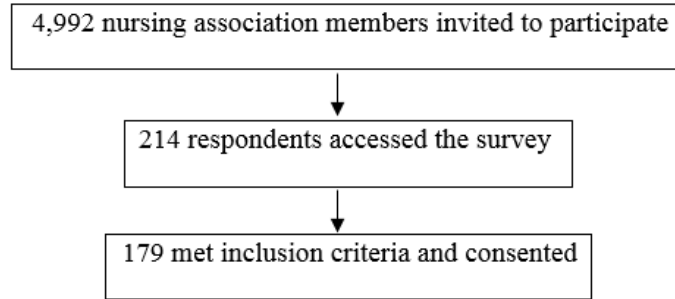 4,992 nursing association members invited to participate
214 respondents accessed the survey
179 met inclusion criteria and consented